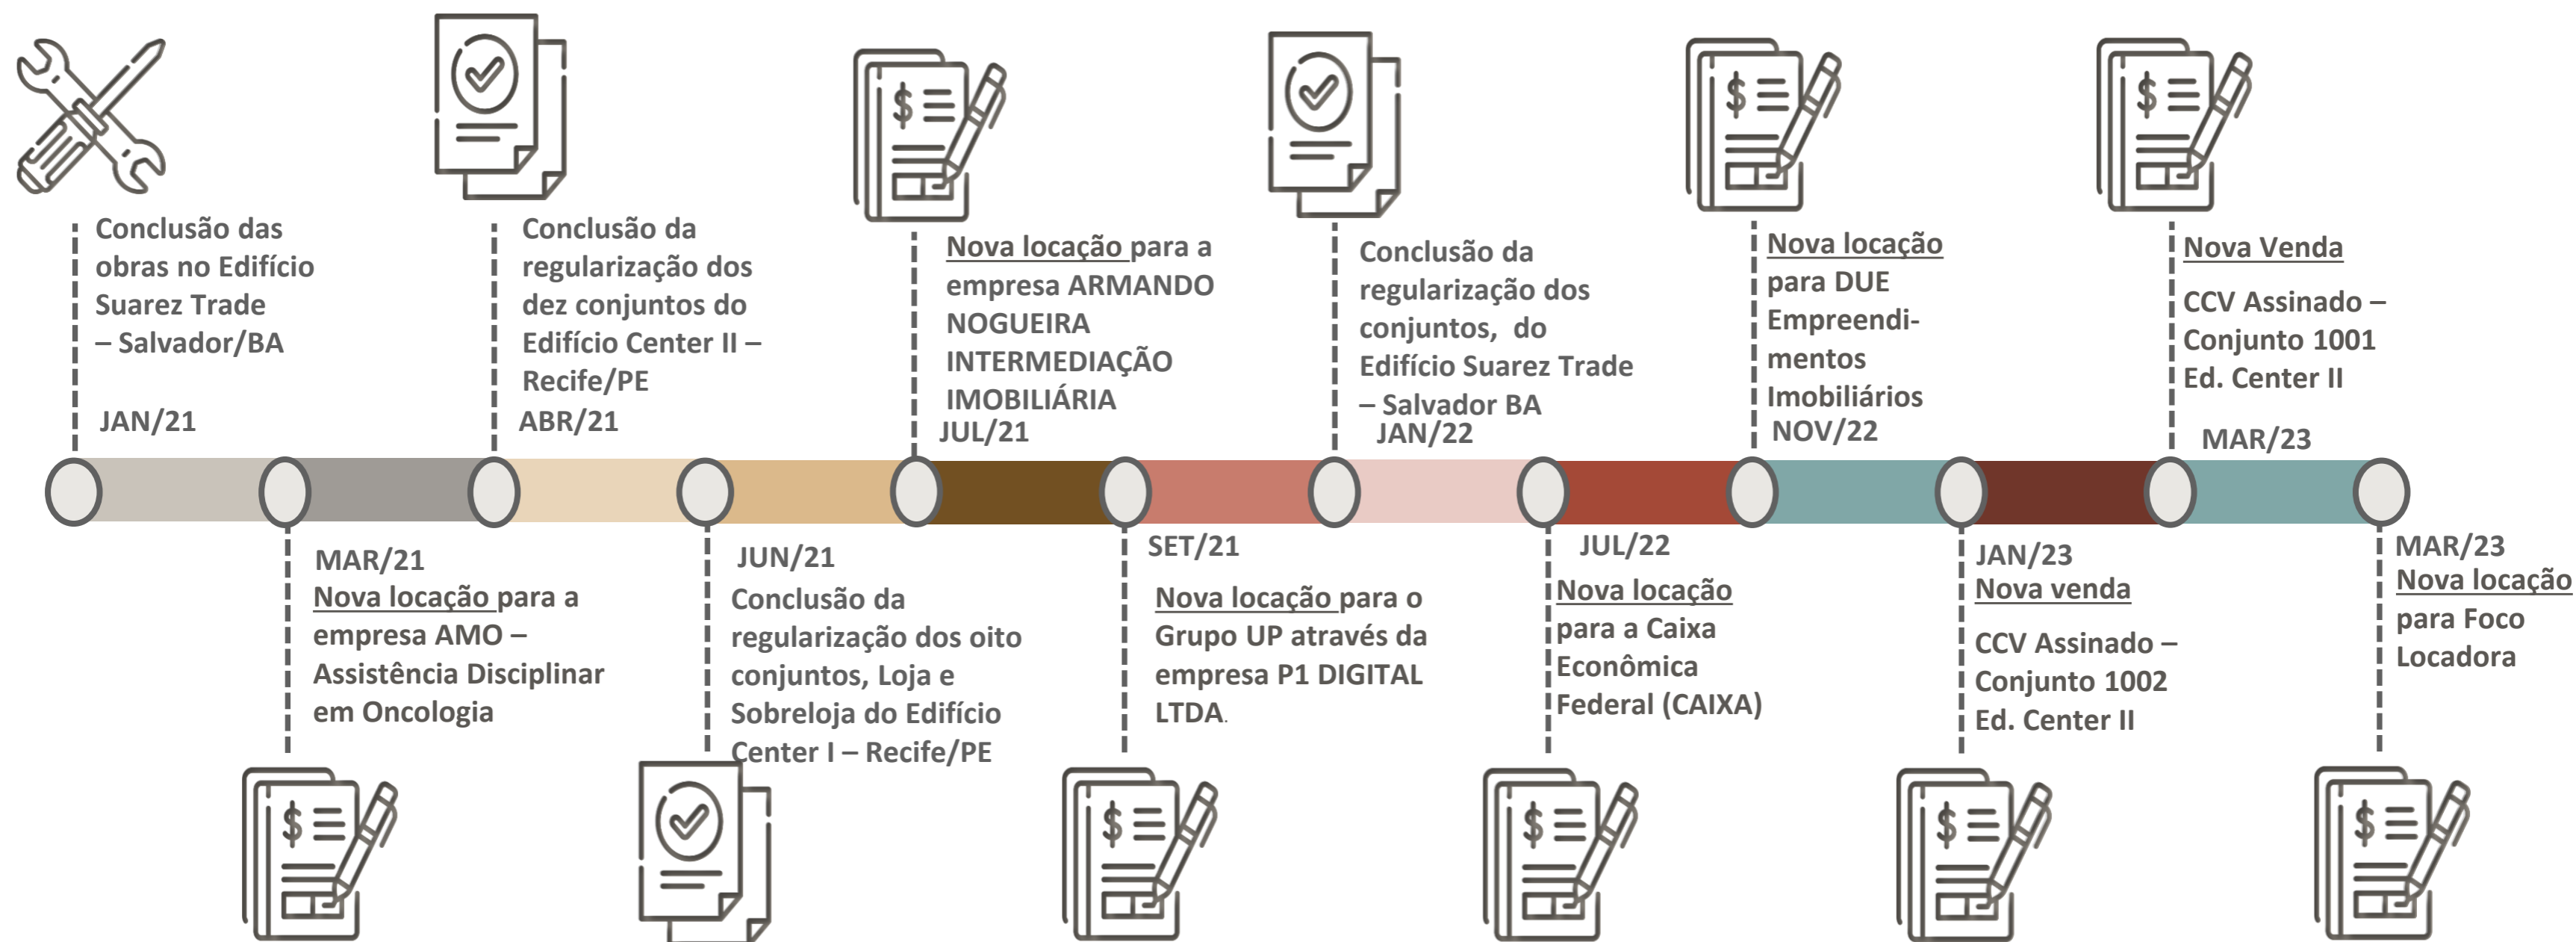 Conclusão das
obras no Edifício
Suarez Trade
– Salvador/BA
JAN/21
MAR/21
Nova locação para a
empresa AMO –
Assistência Disciplinar
em Oncologia
Conclusão da
regularização dos
dez conjuntos do
Edifício Center II –
Recife/PE
ABR/21
JUN/21
Conclusão da
regularização dos oito
conjuntos, Loja e
Sobreloja do Edifício
Center I – Recife/PE
Nova locação para a
empresa ARMANDO
NOGUEIRA
INTERMEDIAÇÃO
IMOBILIÁRIA
JUL/21
SET/21
Nova locação para o
Grupo UP através da
empresa P1 DIGITAL
LTDA.
Conclusão da
regularização dos
conjuntos, do
Edifício Suarez Trade
– Salvador BA
JAN/22
JUL/22
Nova locação
para a Caixa
Econômica
Federal (CAIXA)
Nova locação
para DUE
Empreendi-
mentos
Imobiliários
NOV/22
JAN/23
Nova venda
CCV Assinado –
Conjunto 1002
Ed. Center II
Nova Venda
CCV Assinado –
Conjunto 1001
Ed. Center II
MAR/23
MAR/23
Nova locação
para Foco
Locadora